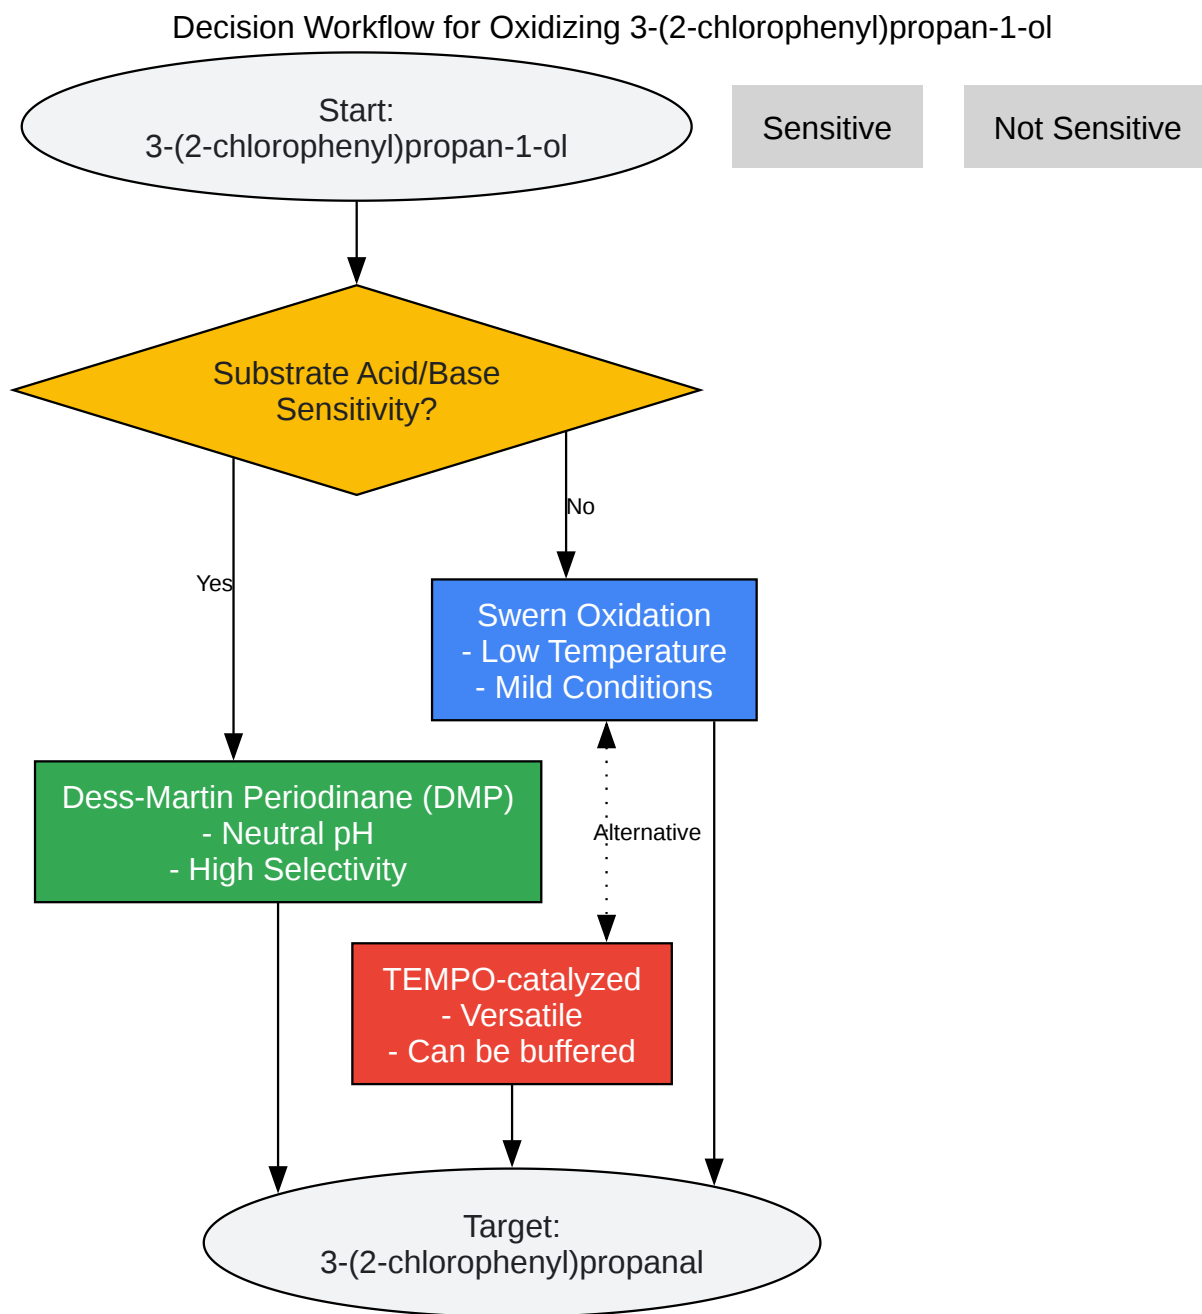 Decision Workflow for Oxidizing 3-(2-chlorophenyl)propan-1-ol
Start:
3-(2-chlorophenyl)propan-1-ol
Sensitive
Not Sensitive
Substrate Acid/Base
Sensitivity?
No
Yes
Swern Oxidation
- Low Temperature
- Mild Conditions
Dess-Martin Periodinane (DMP)
- Neutral pH
- High Selectivity
Alternative
TEMPO-catalyzed
- Versatile
- Can be buffered
Target:
3-(2-chlorophenyl)propanal